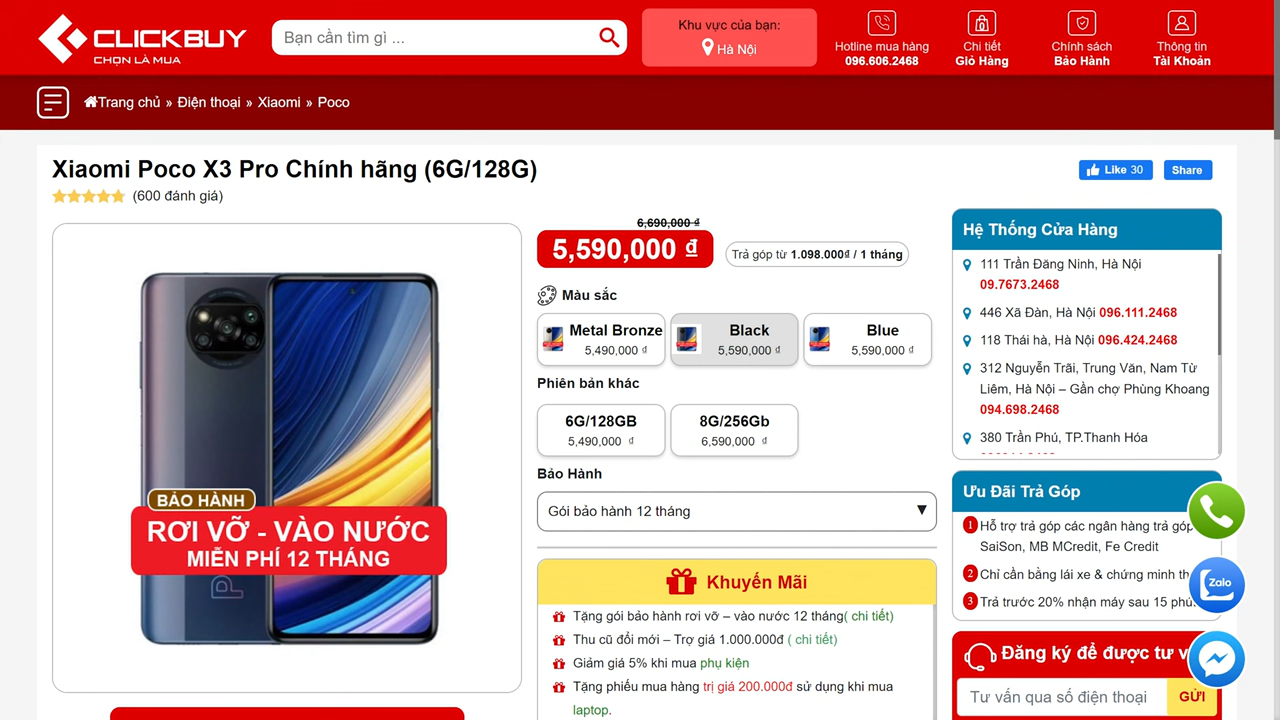 CLICKBUY
CHỌN LÀ MUA
Bạn cần tìm gì ...
Khu vực của bạn:
Hà Nội
Hotline mua hàng
096.606.2468
Chi tiết
Giỏ Hàng
Chính sách
Bảo Hành
Thông tin
Tài Khoản
Trang chủ » Điện thoại » Xiaomi » Poco
Xiaomi Poco X3 Pro Chính hãng (6G/128G)
(600 đánh giá)
Like 30
Share
BẢO HÀNH
RƠI VỠ - VÀO NƯỚC
MIỄN PHÍ 12 THÁNG
6,690,000 ₫
5,590,000 ₫
Trả góp từ 1.098.000₫ / 1 tháng
Màu sắc
Metal Bronze
5,490,000 ₫
Black
5,590,000 ₫
Blue
5,590,000 ₫
Phiên bản khác
6G/128GB
5,490,000 ₫
8G/256Gb
6,590,000 ₫
Bảo Hành
Gói bảo hành 12 tháng
Khuyến Mãi
Tặng gói bảo hành rơi vỡ – vào nước 12 tháng( chi tiết)
Thu cũ đổi mới – Trợ giá 1.000.000đ ( chi tiết)
Giảm giá 5% khi mua phụ kiện
Tặng phiếu mua hàng trị giá 200.000đ sử dụng khi mua
laptop.
Hệ Thống Cửa Hàng
111 Trần Đăng Ninh, Hà Nội
09.7673.2468
446 Xã Đàn, Hà Nội 096.111.2468
118 Thái hà, Hà Nội 096.424.2468
312 Nguyễn Trãi, Trung Văn, Nam Từ
Liêm, Hà Nội – Gần chợ Phùng Khoang
094.698.2468
380 Trần Phú, TP.Thanh Hóa
Ưu Đãi Trả Góp
1 Hỗ trợ trả góp các ngân hàng trả góp
SaiSon, MB MCredit, Fe Credit
2 Chỉ cần bằng lái xe & chứng minh th
3 Trả trước 20% nhận máy sau 15 phú
Zalo
Đăng ký để được tư v
Tư vấn qua số điện thoại
GỬI